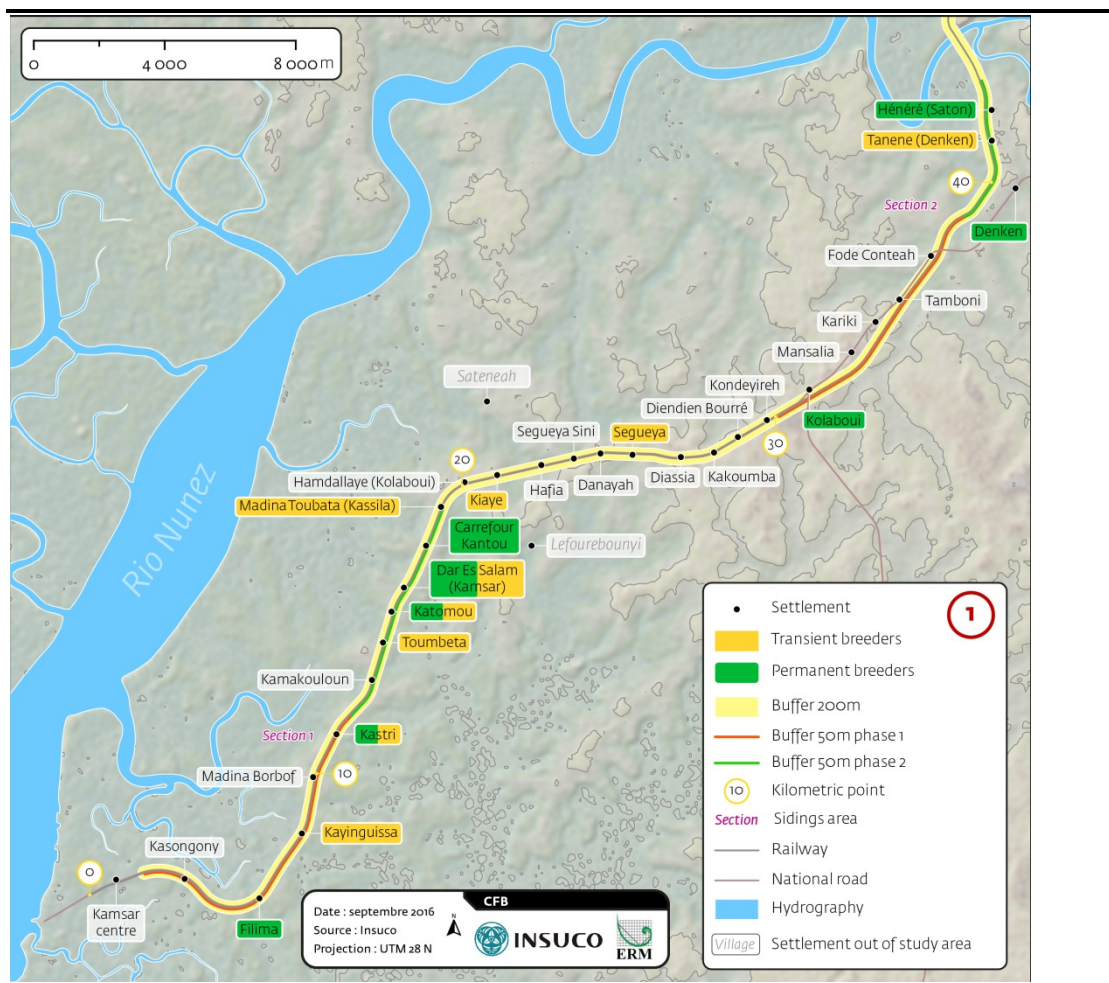 0
4 000
8 000 m
Hénéré (Saton)
Tanene (Denken)
40
Section 2
Denken
Fode Conteah
Tamboni
Kariki
Mansalia
Sateneah
Kondeyireh
Diendien Bourré
Kolaboui
30
Segueya Sini
Segueya
20
Hamdallaye (Kolaboui)
Hafia
Danayah
Diassia
Kakoumba
Kiaye
Madina Toubata (Kassila)
Carrefour
Kantou
Lefourebounyi
Rio Nunez
Dar Es Salam
(Kamsar)
Katomou
Toumbeta
Kamakouloun
Section 1
Kastri
Madina Borbof
10
Kayinguissa
Kasongony
0
Kamsar
centre
Filima
Settlement
1
Transient breeders
Permanent breeders
Buffer 200m
Buffer 50m phase 1
Buffer 50m phase 2
10
Kilometric point
Section
Sidings area
Railway
National road
Hydrography
Village
Settlement out of study area
CFB
Date : septembre 2016
Source : Insuco
Projection : UTM 28 N
N
INSUCO
ERM